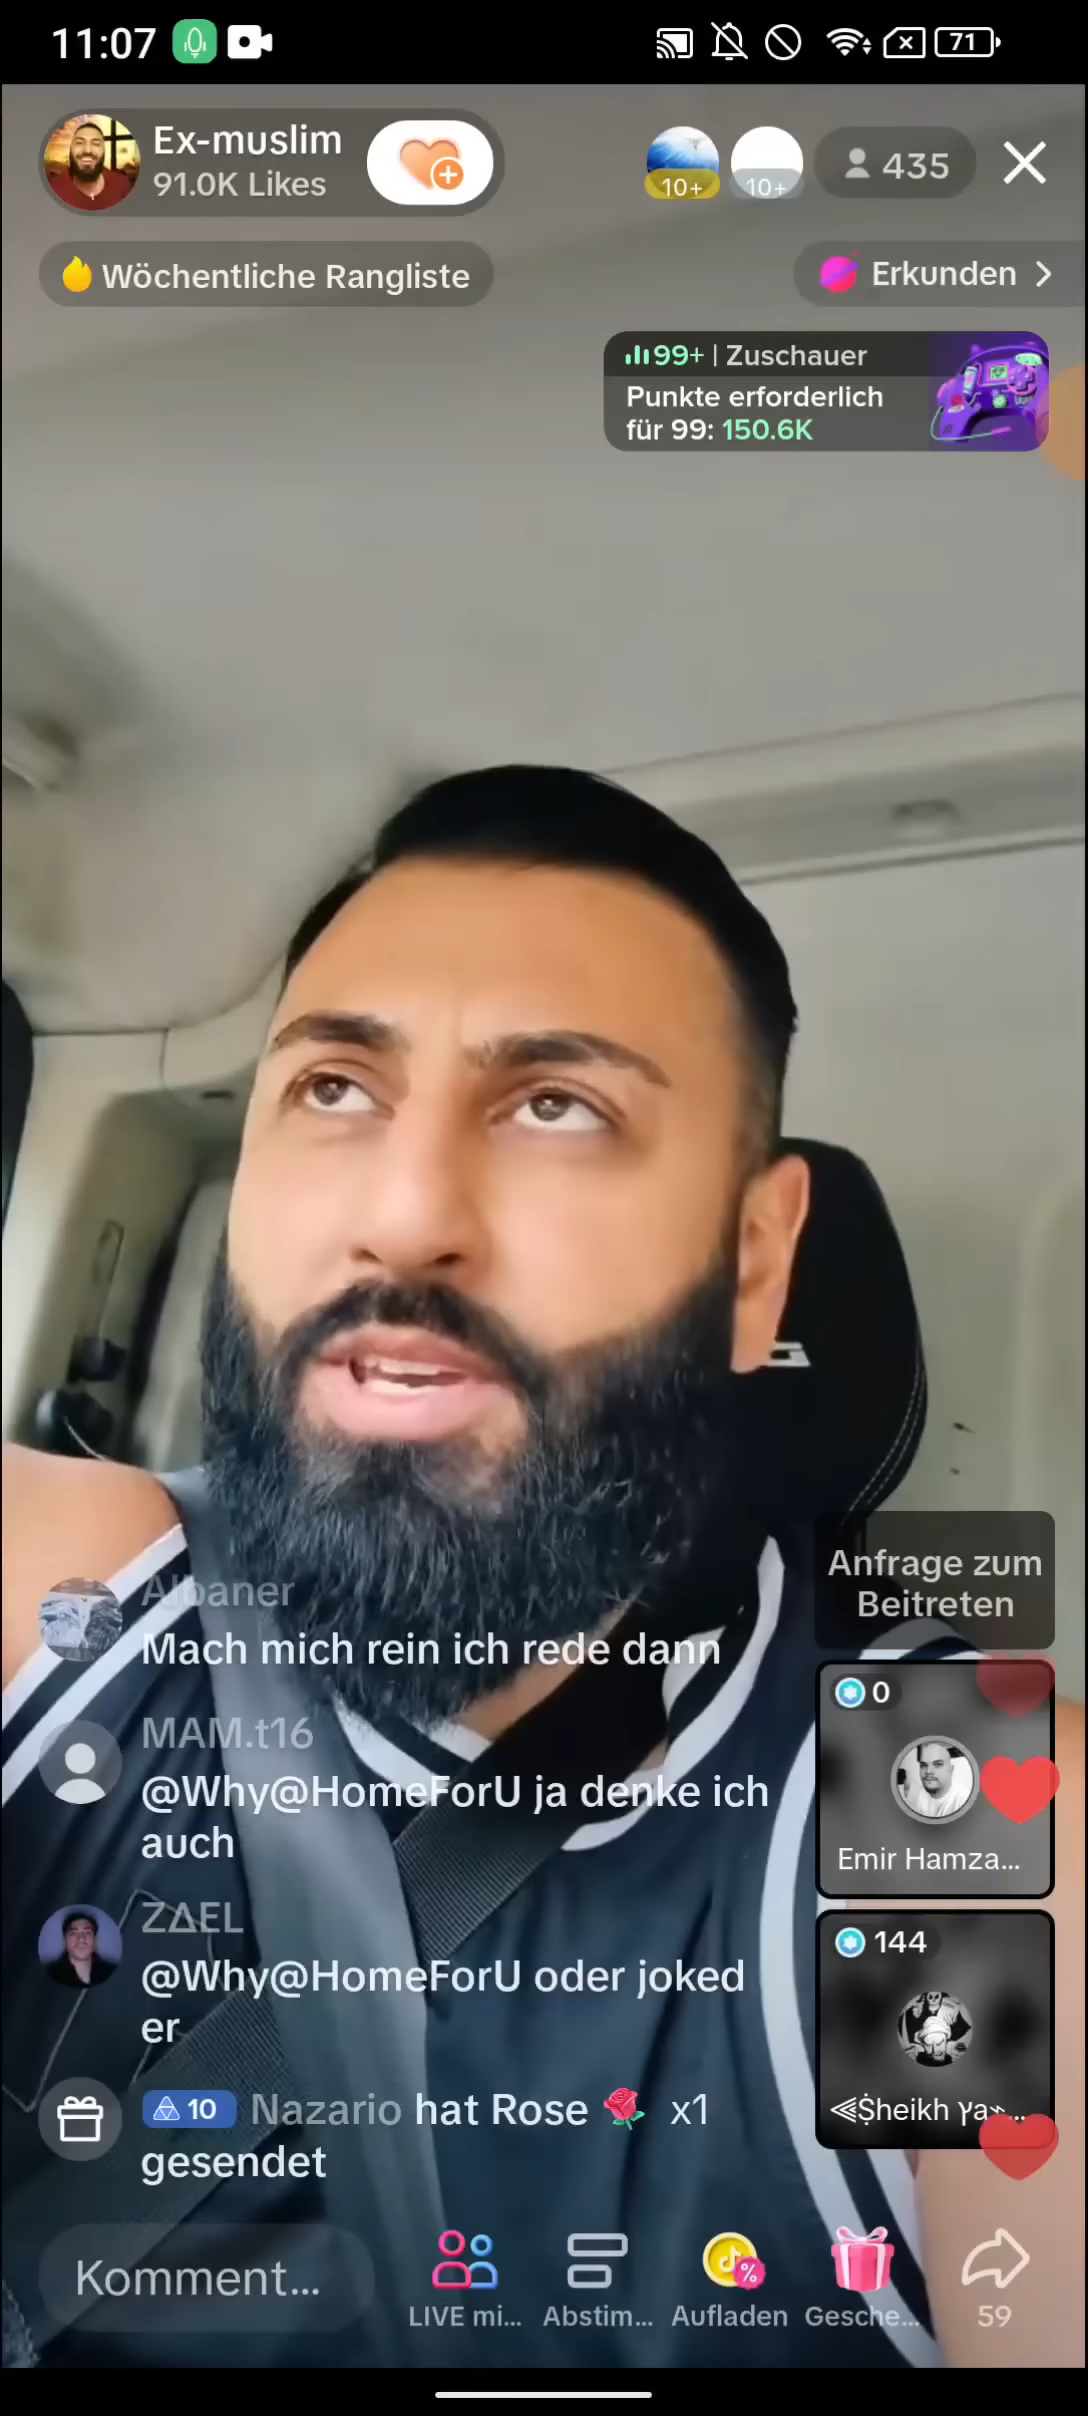 11:07
71
Ex-muslim
91.0K Likes
10+
10+
435
Wöchentliche Rangliste
Erkunden
99+ | Zuschauer
Punkte erforderlich
für 99: 150.6K
Albaner
Mach mich rein ich rede dann
MAM.t16
@Why@HomeForU ja denke ich
auch
ZΔEL
@Why@HomeForU oder joked
er
10 Nazario hat Rose 🌹 x1
gesendet
Anfrage zum
Beitreten
0
Emir Hamza...
144
Komment...
LIVE mi...
Abstim...
Aufladen
Gesche...
59